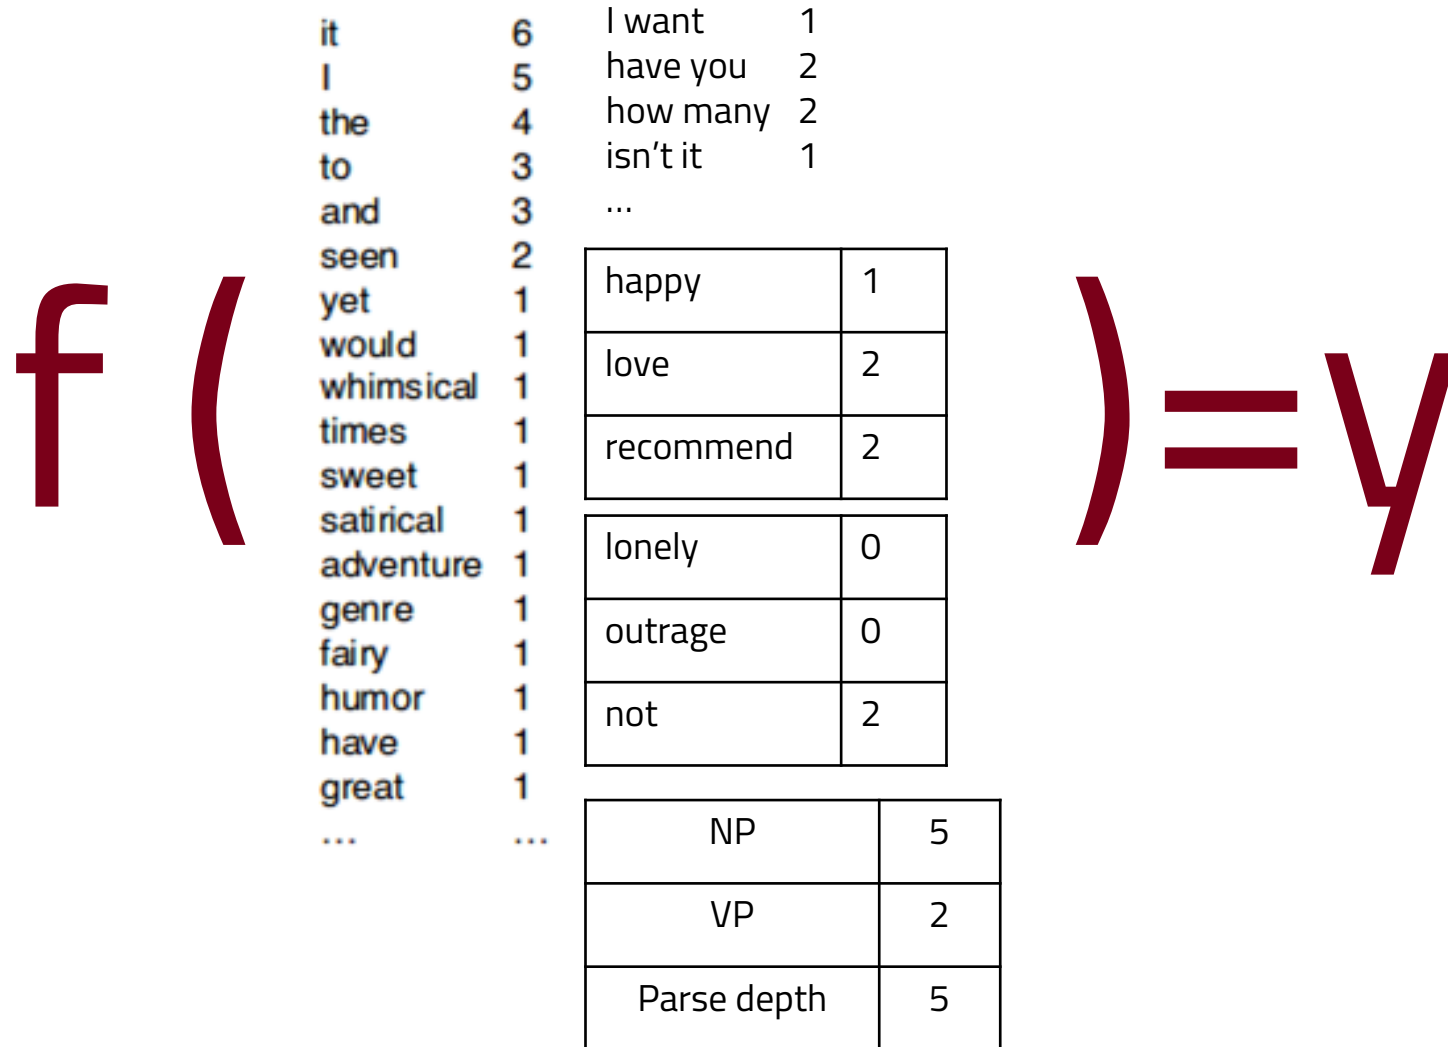 f (
it 6
I 5
the 4
to 3
and 3
seen 2
yet 1
would 1
whimsical 1
times 1
sweet 1
satirical 1
adventure 1
genre 1
fairy 1
humor 1
have 1
great 1
... ...
I want 1
have you 2
how many 2
isn’t it 1
...
happy 1
love 2
recommend 2
lonely 0
outrage 0
not 2
NP 5
VP 2
Parse depth 5
)=y